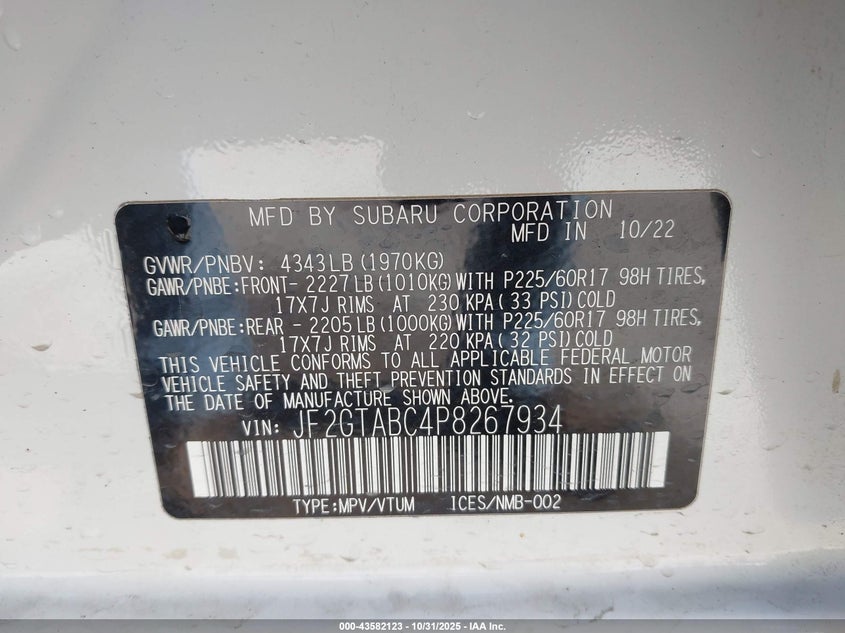 MFD BY SUBARU CORPORATION
MFD IN 10/22
GVWR/PNBV: 4343LB (1970KG)
GAWR/PNBE:FRONT- 2227LB(1010KG)WITH P225/60R17 98H TIRES,
17X7J RIMS AT 230 KPA( 33 PSI)COLD
GAWR/PNBE:REAR - 2205LB(1000KG)WITH P225/60R17 98H TIRES,
17X7J RIMS AT 220 KPA( 32 PSI)COLD
THIS VEHICLE CONFORMS TO ALL APPLICABLE FEDERAL MOTOR
VEHICLE SAFETY AND THEFT PREVENTION STANDARDS IN EFFECT ON
THE DATE OF MANUFACTURE SHOWN ABOVE.
VIN: JF2GTABC4P8267934
TYPE:MPV/VTUM ICES/NMB-002
000-43582123 - 10/31/2025 - IAA Inc.